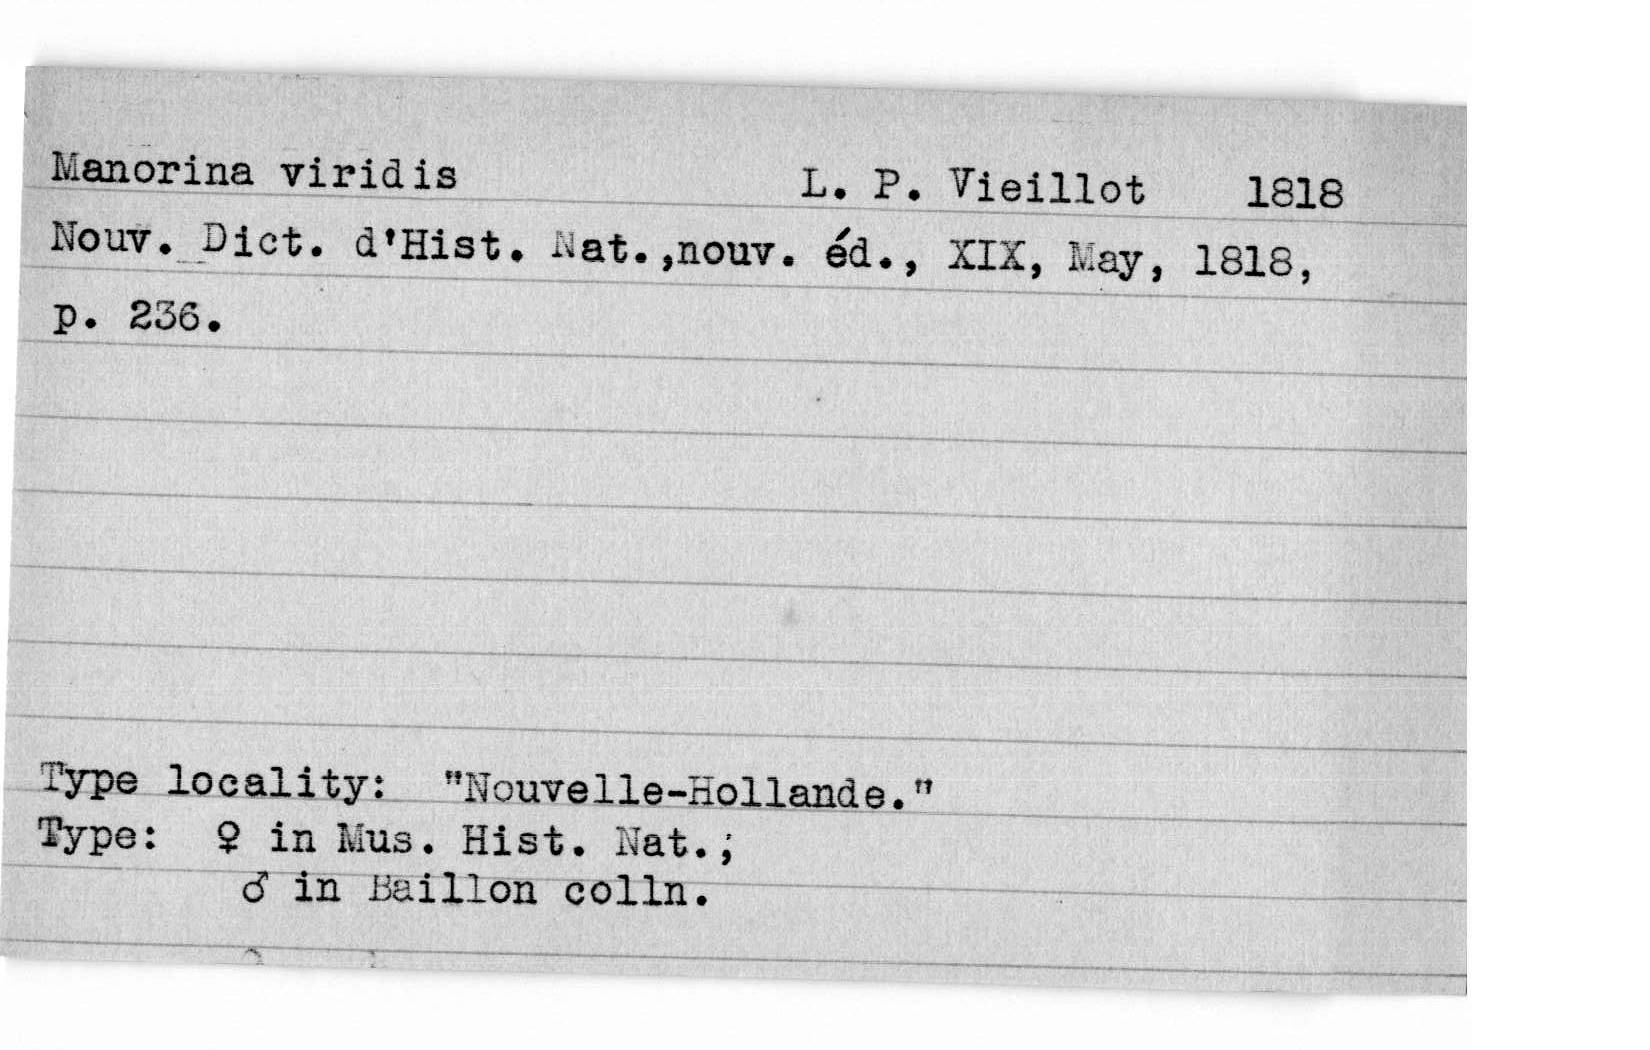 Manorina viridis L. P. Vieillot 1818
Nouv. Dict. d'Hist. Nat.,nouv. éd., XIX, May, 1818,
p. 236.
Type locality: "Nouvelle-Hollande."
Type: ♀ in Mus. Hist. Nat.;
♂ in Baillon colln.